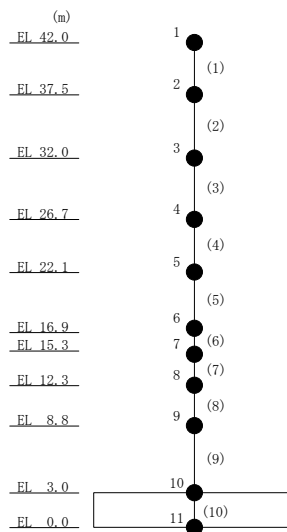 (m)
EL 42.0
1
(1)
EL 37.5
2
(2)
EL 32.0
3
(3)
EL 26.7
4
(4)
EL 22.1
5
(5)
EL 16.9
6
(6)
EL 15.3
7
(7)
EL 12.3
8
(8)
EL 8.8
9
(9)
EL 3.0
10
(10)
EL 0.0
11